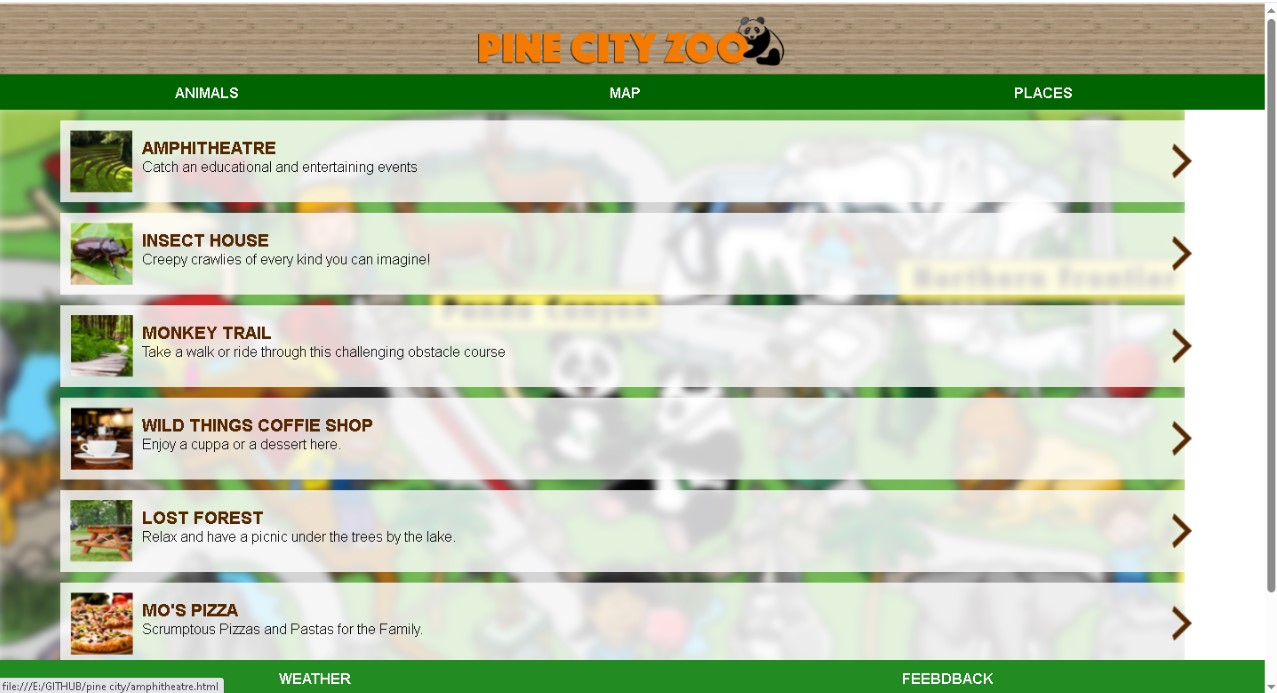 PINE CITY ZOO
ANIMALS MAP PLACES
AMPHITHEATRE
Catch an educational and entertaining events
INSECT HOUSE
Creepy crawlies of every kind you can imagine!
Northern Frontier
Panda Canyon
MONKEY TRAIL
Take a walk or ride through this challenging obstacle course
WILD THINGS COFFIE SHOP
Enjoy a cuppa or a dessert here.
LOST FOREST
Relax and have a picnic under the trees by the lake.
MO'S PIZZA
Scrumptous Pizzas and Pastas for the Family.
WEATHER FEEBDBACK
file:///E:/GITHUB/pine city/amphitheatre.html